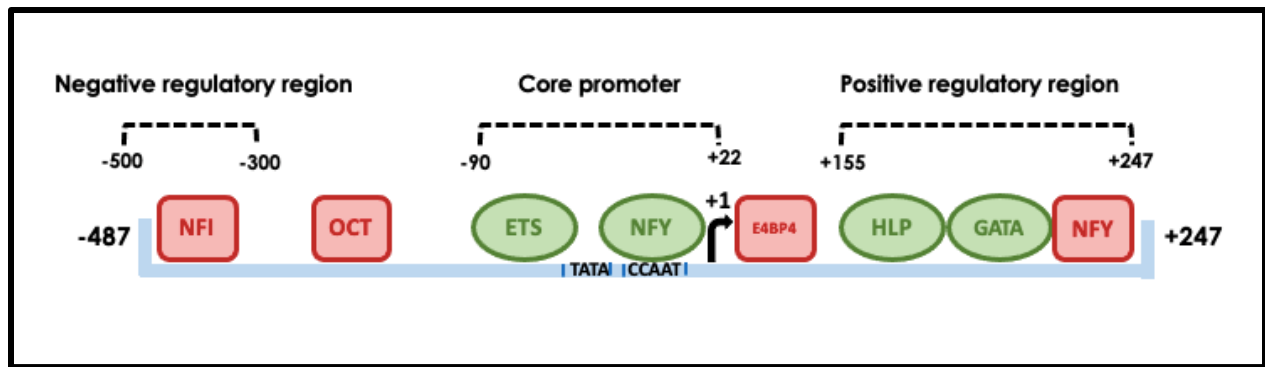 Negative regulatory region Core promoter Positive regulatory region
-500 -300 -90 +22 +155 +247
+1
-487 NFI OCT ETS NFY E4BP4 HLP GATA NFY +247
TATA CCAAT